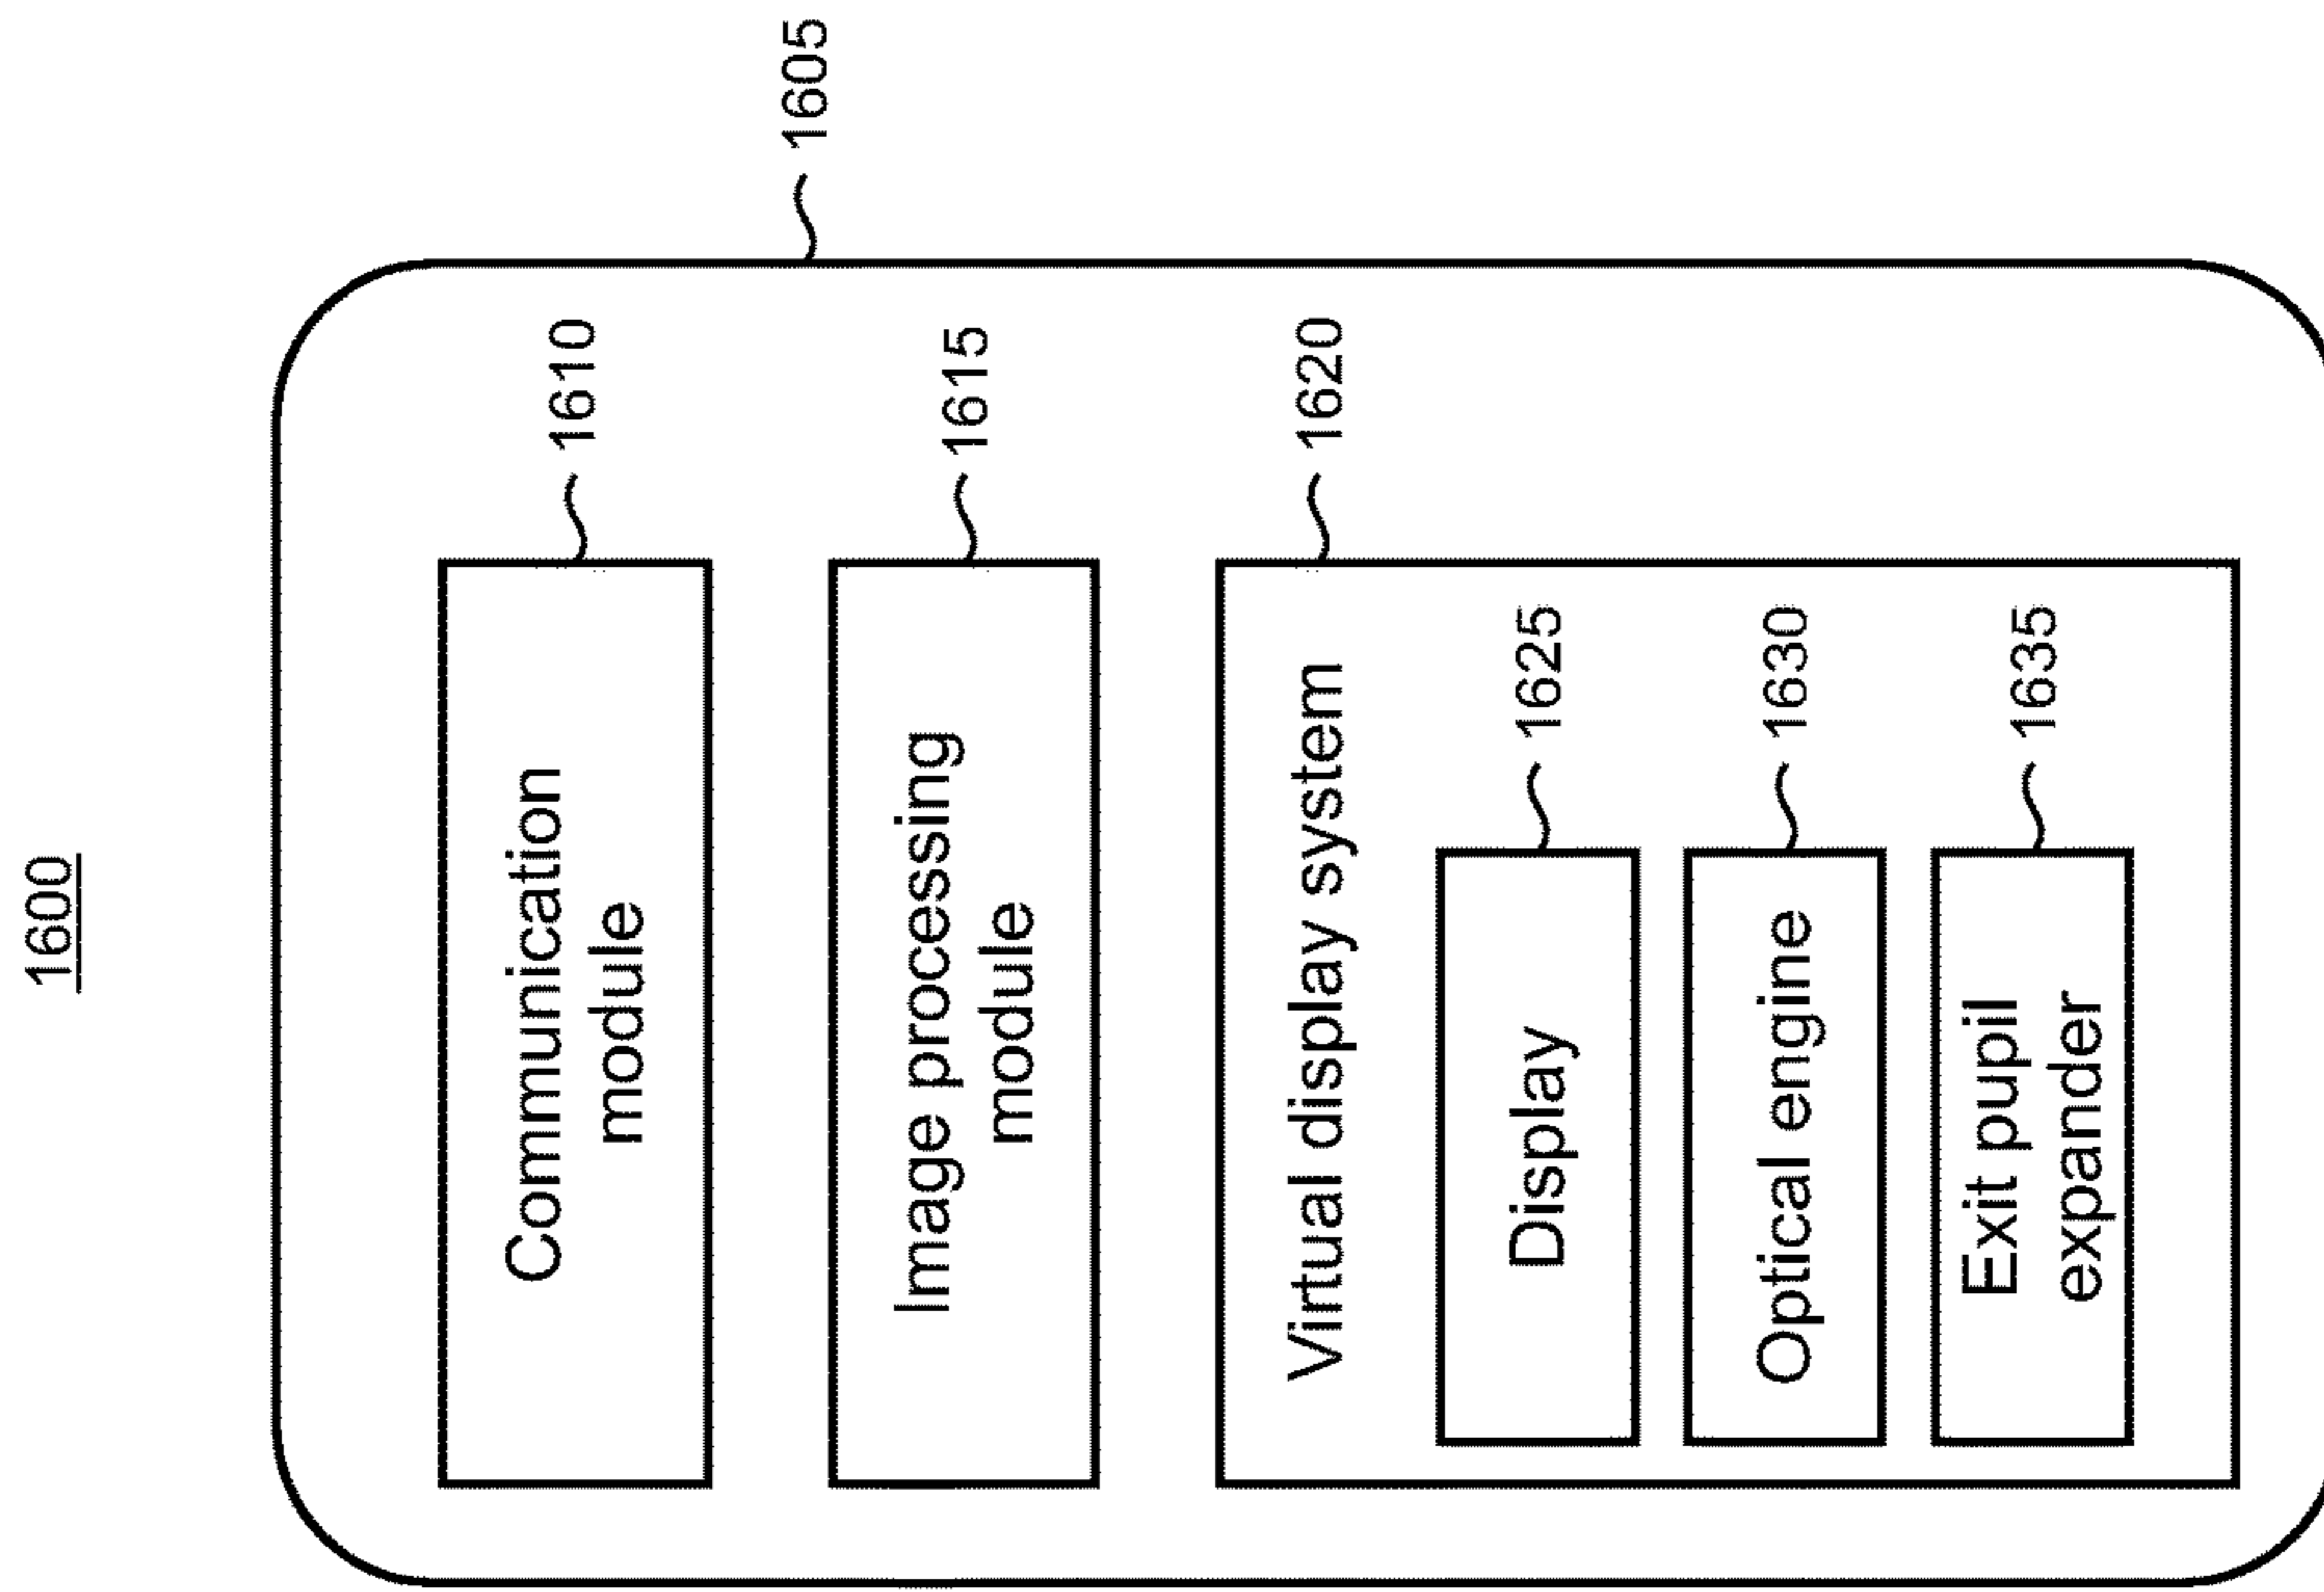 1600
1605
Communication
module
1610
Image processing
module
1615
1620
Virtual display system
Display
1625
Optical engine
1630
Exit pupil
expander
1635